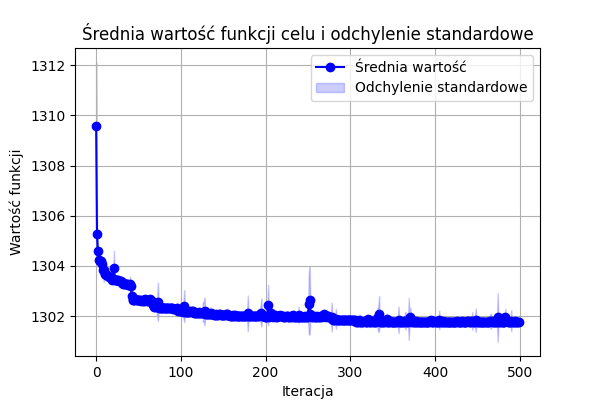 Średnia wartość funkcji celu i odchylenie standardowe
Średnia wartość
Odchylenie standardowe
Wartość funkcji
1312
1310
1308
1306
1304
1302
0 100 200 300 400 500
Iteracja